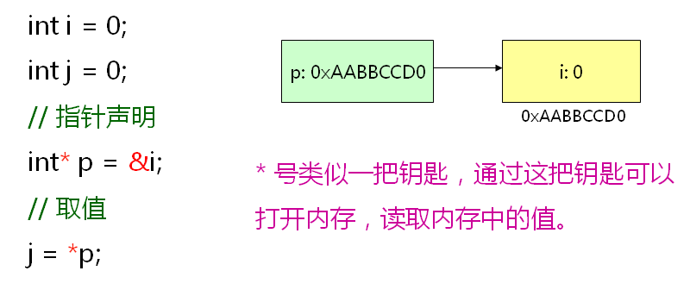 int i = 0;
int j = 0;
// 指针声明
int* p = &i;
// 取值
j = *p;
p: 0xAABBCCD0
i: 0
0xAABBCCD0
* 号类似一把钥匙，通过这把钥匙可以
打开内存，读取内存中的值。